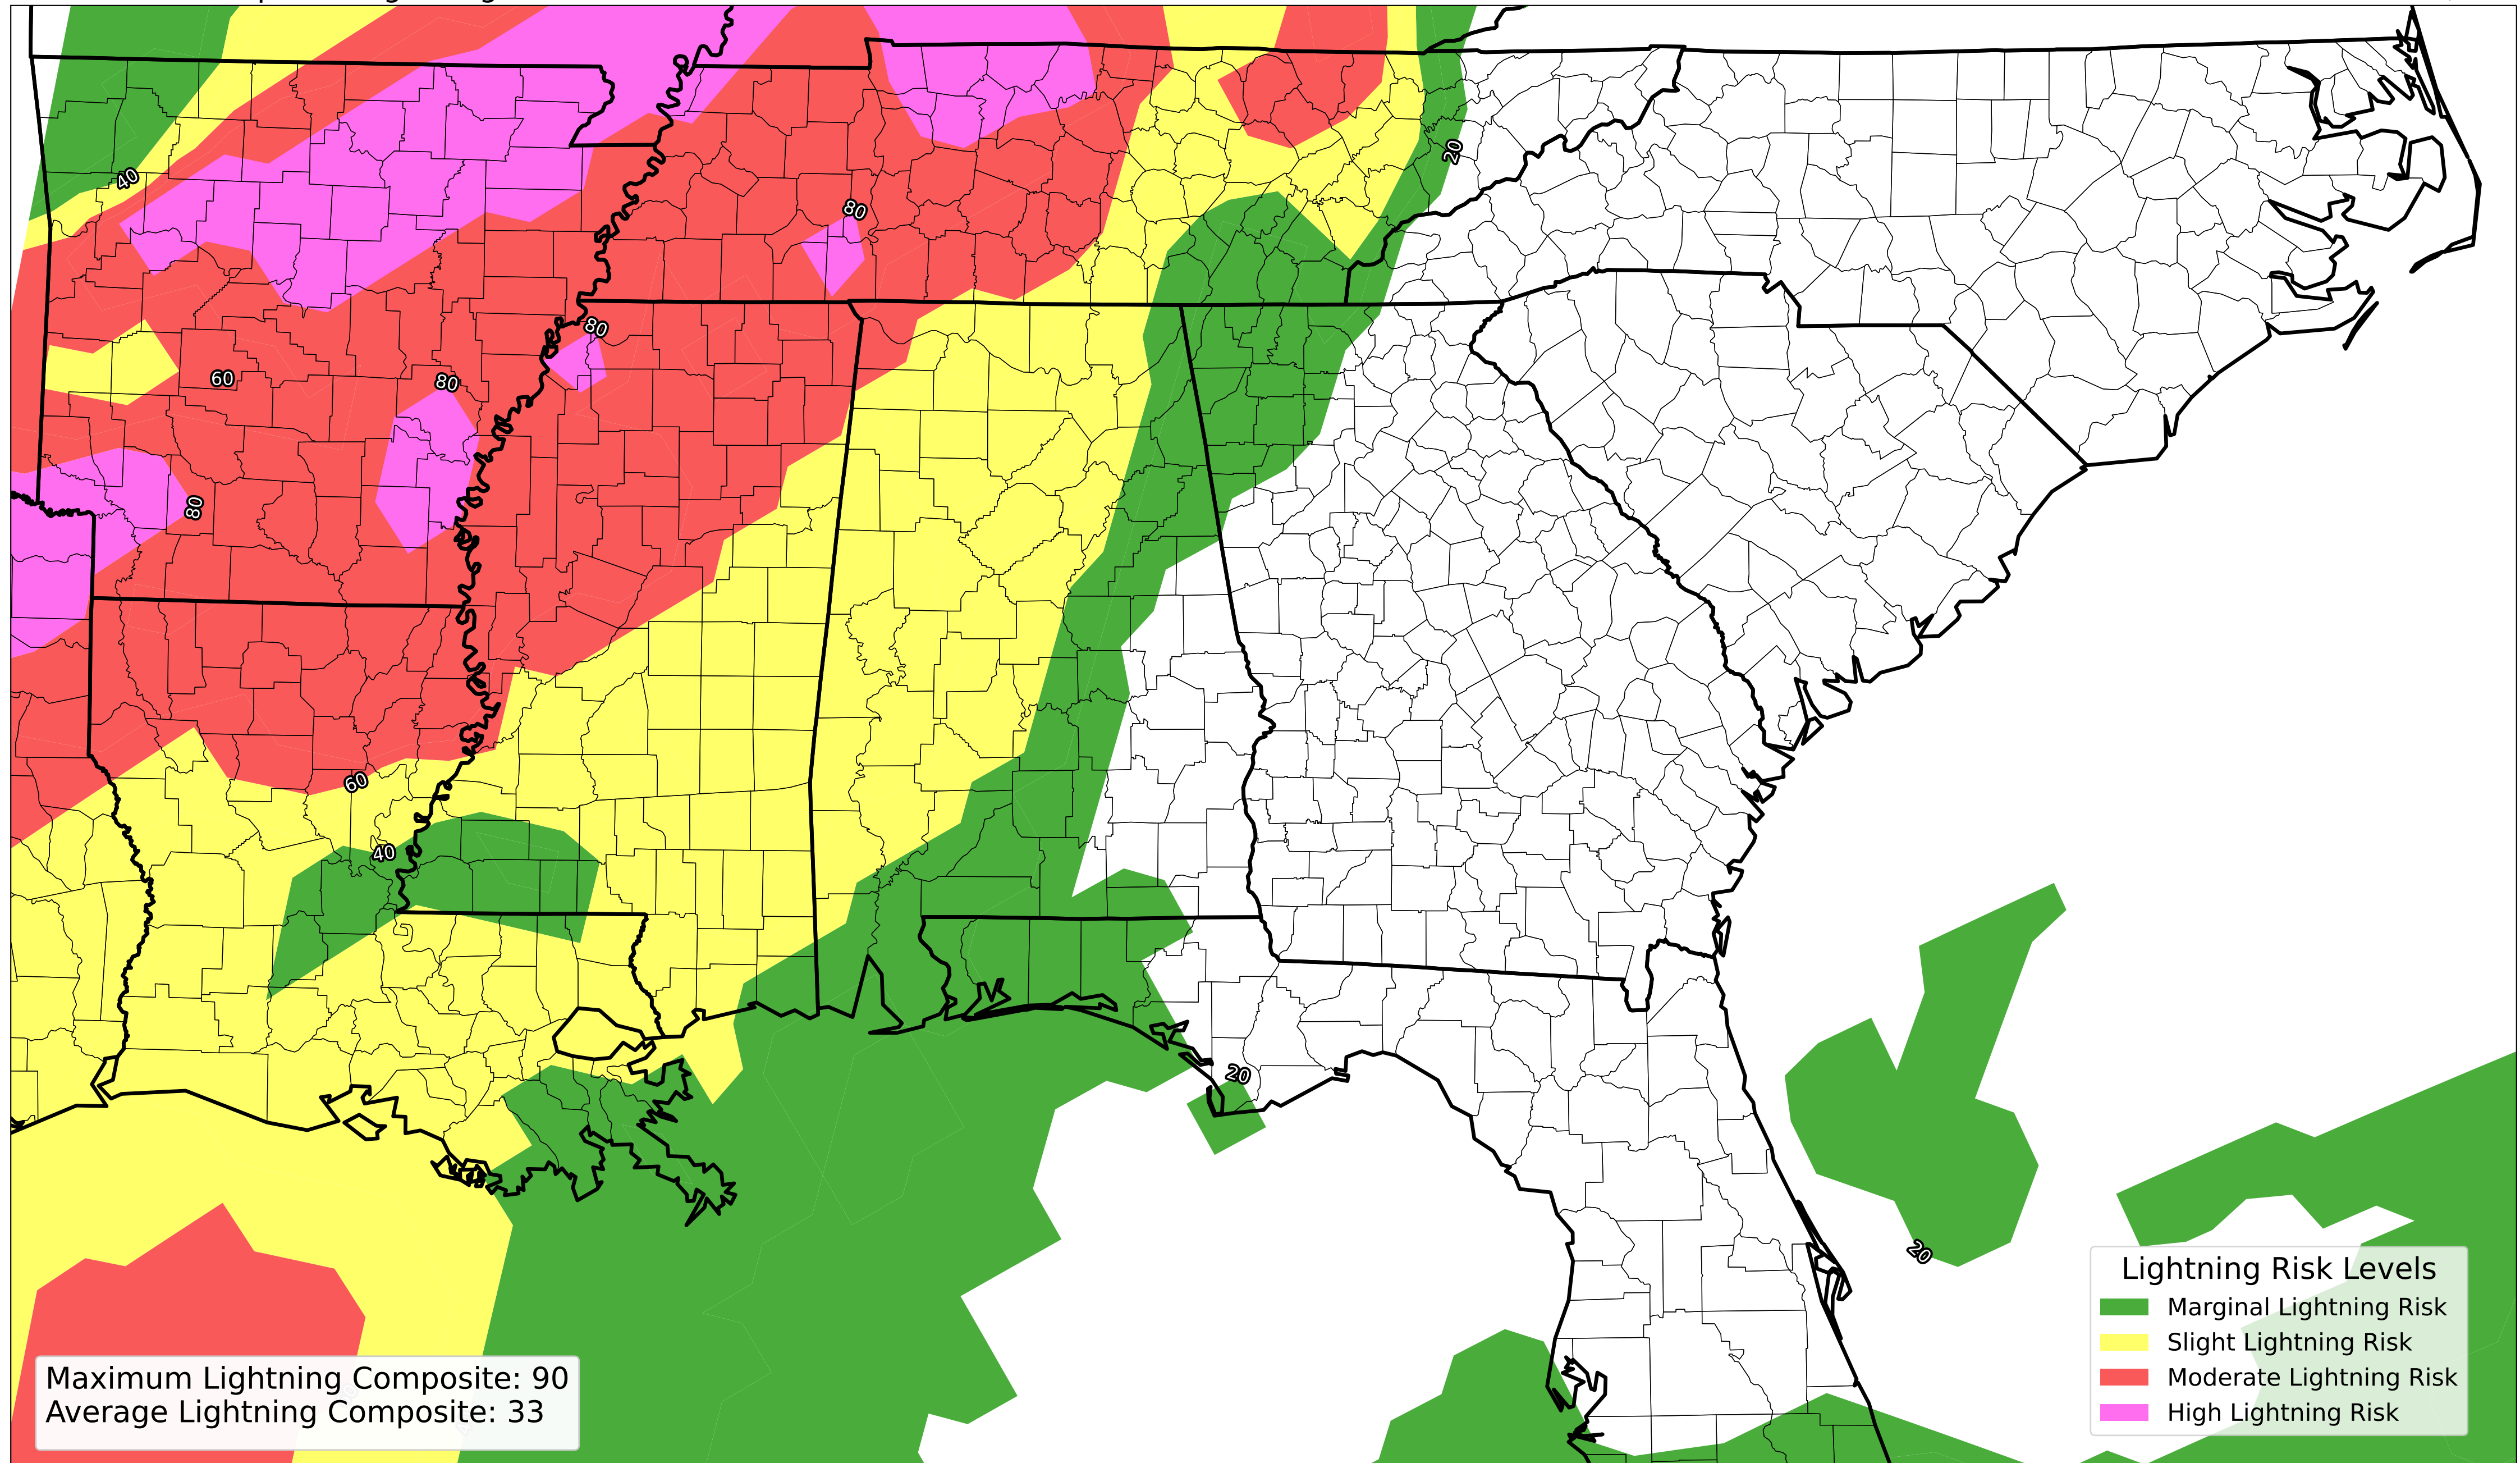 40
20
80
80
60
80
80
60
40
20
20
Lightning Risk Levels
Marginal Lightning Risk
Slight Lightning Risk
Moderate Lightning Risk
High Lightning Risk
Maximum Lightning Composite: 90
Average Lightning Composite: 33